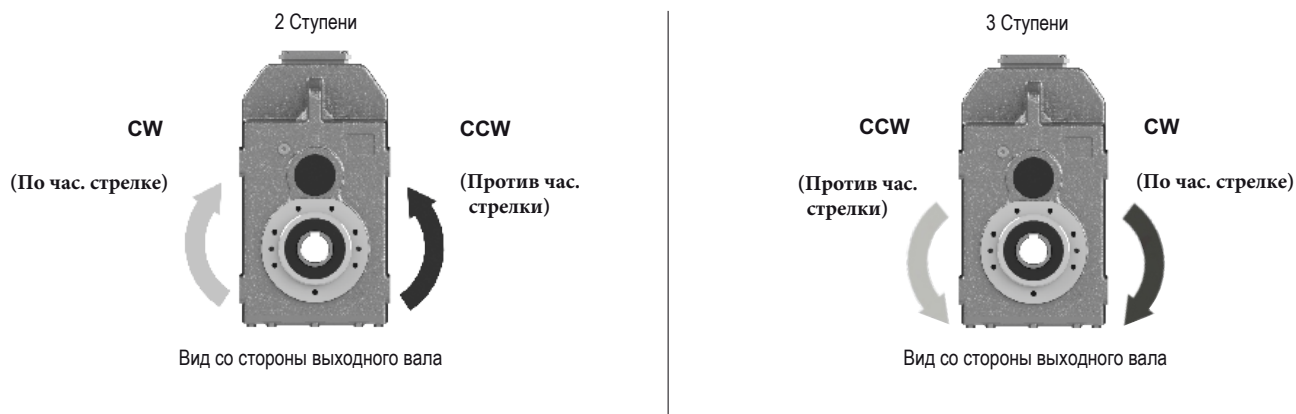 2 Ступени
CW
CCW
(По час. стрелке)
(Против час.
стрелки)
Вид со стороны выходного вала
3 Ступени
CCW
CW
(Против час.
стрелки)
(По час. стрелке)
Вид со стороны выходного вала